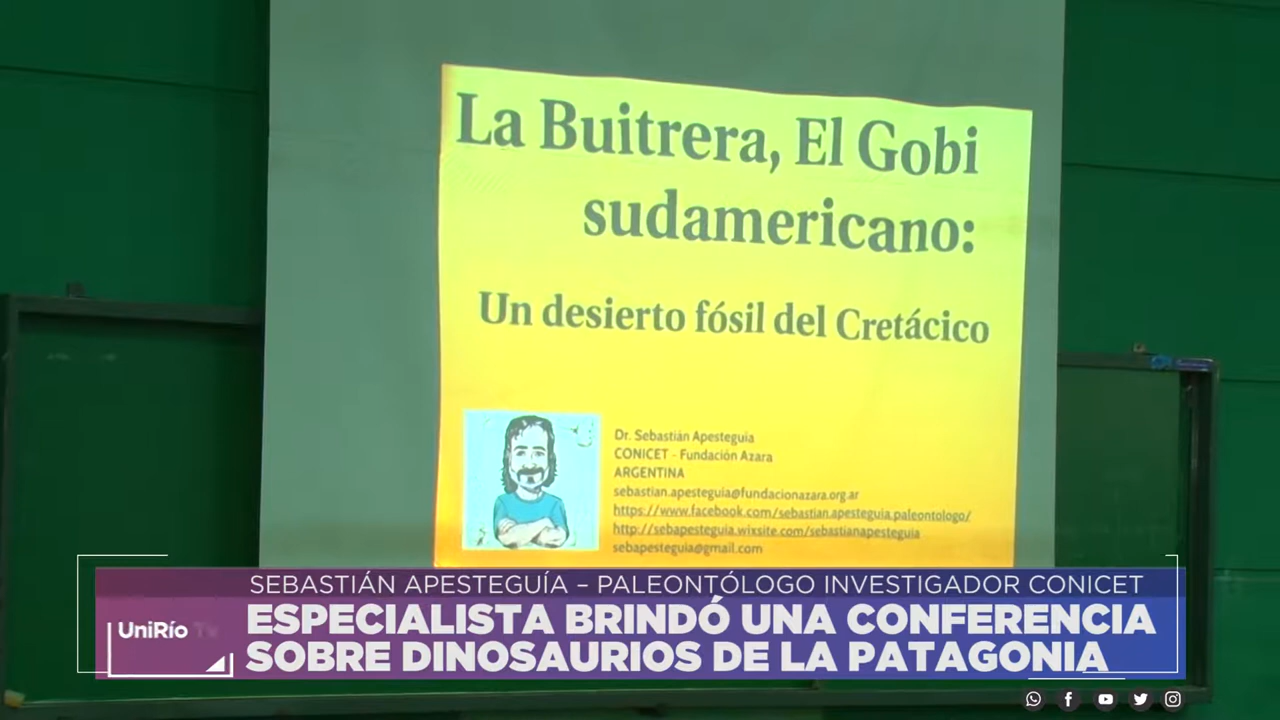 La Buitrera, El Gobi
sudamericano:
Un desierto fósil del Cretácico
Dr. Sebastián Apesteguía
CONICET - Fundación Azara
ARGENTINA
sebastian.apesteguia@fundacionazara.org.ar
https://www.facebook.com/sebastian.apesteguia.paleontologo/
http://sebapesteguia.wixsite.com/sebastianapesteguia
sebapesteguia@gmail.com
SEBASTIÁN APESTEGUÍA – PALEONTÓLOGO INVESTIGADOR CONICET
UniRío Tv
ESPECIALISTA BRINDÓ UNA CONFERENCIA
SOBRE DINOSAURIOS DE LA PATAGONIA